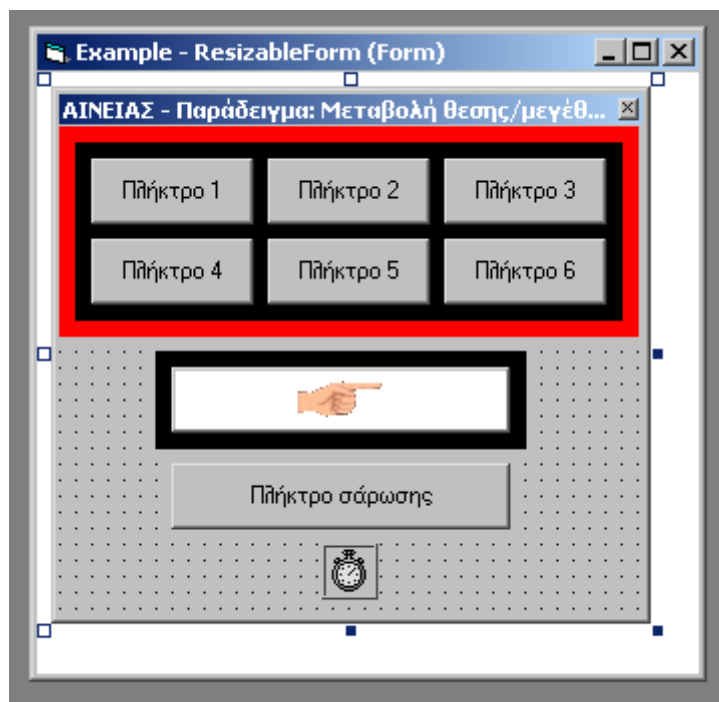 Example - ResizableForm (Form)
ΑΙΝΕΙΑΣ - Παράδειγμα: Μεταβολή θεσης/μεγέθ...
Πλήκτρο 1 Πλήκτρο 2 Πλήκτρο 3
Πλήκτρο 4 Πλήκτρο 5 Πλήκτρο 6
Πλήκτρο σάρωσης